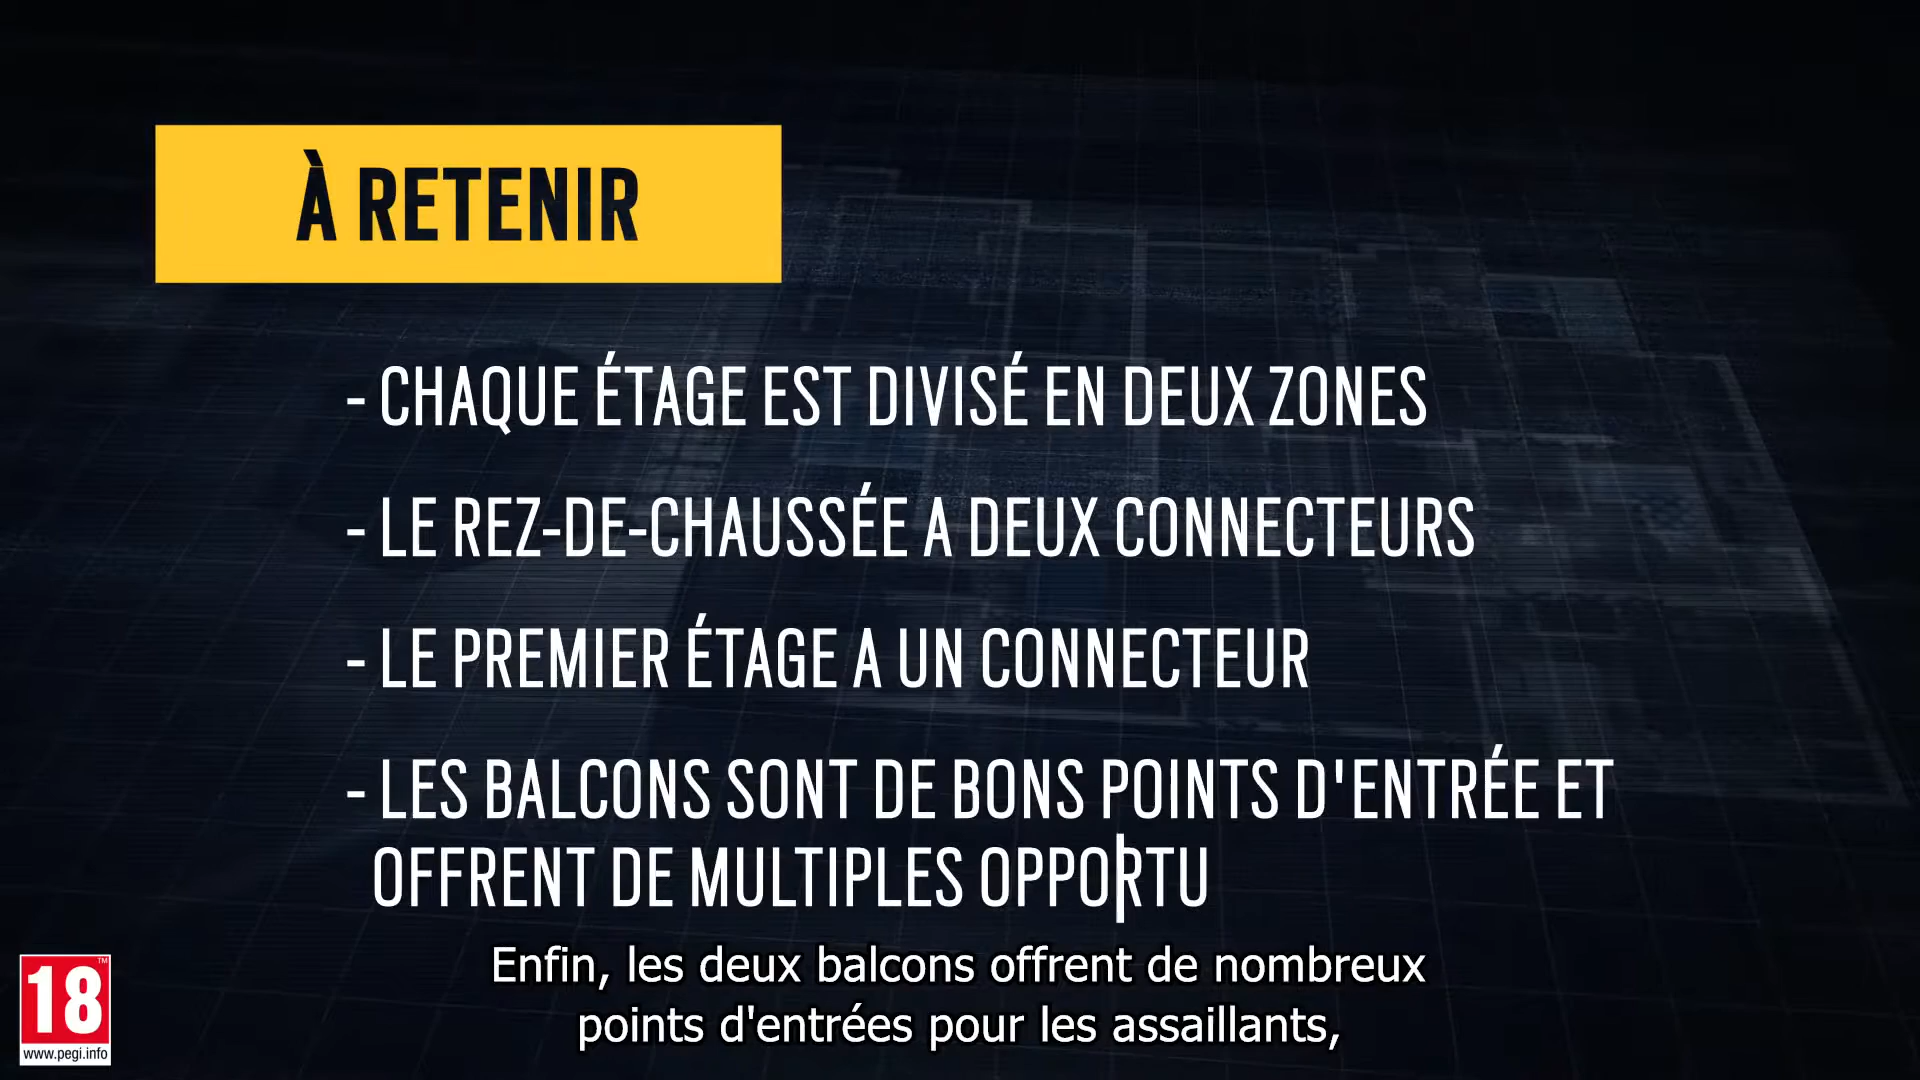 À RETENIR
- CHAQUE ÉTAGE EST DIVISÉ EN DEUX ZONES
- LE REZ-DE-CHAUSSÉE A DEUX CONNECTEURS
- LE PREMIER ÉTAGE A UN CONNECTEUR
- LES BALCONS SONT DE BONS POINTS D'ENTRÉE ET
OFFRENT DE MULTIPLES OPPORTU
Enfin, les deux balcons offrent de nombreux
points d'entrées pour les assaillants,
18 ™
www.pegi.info